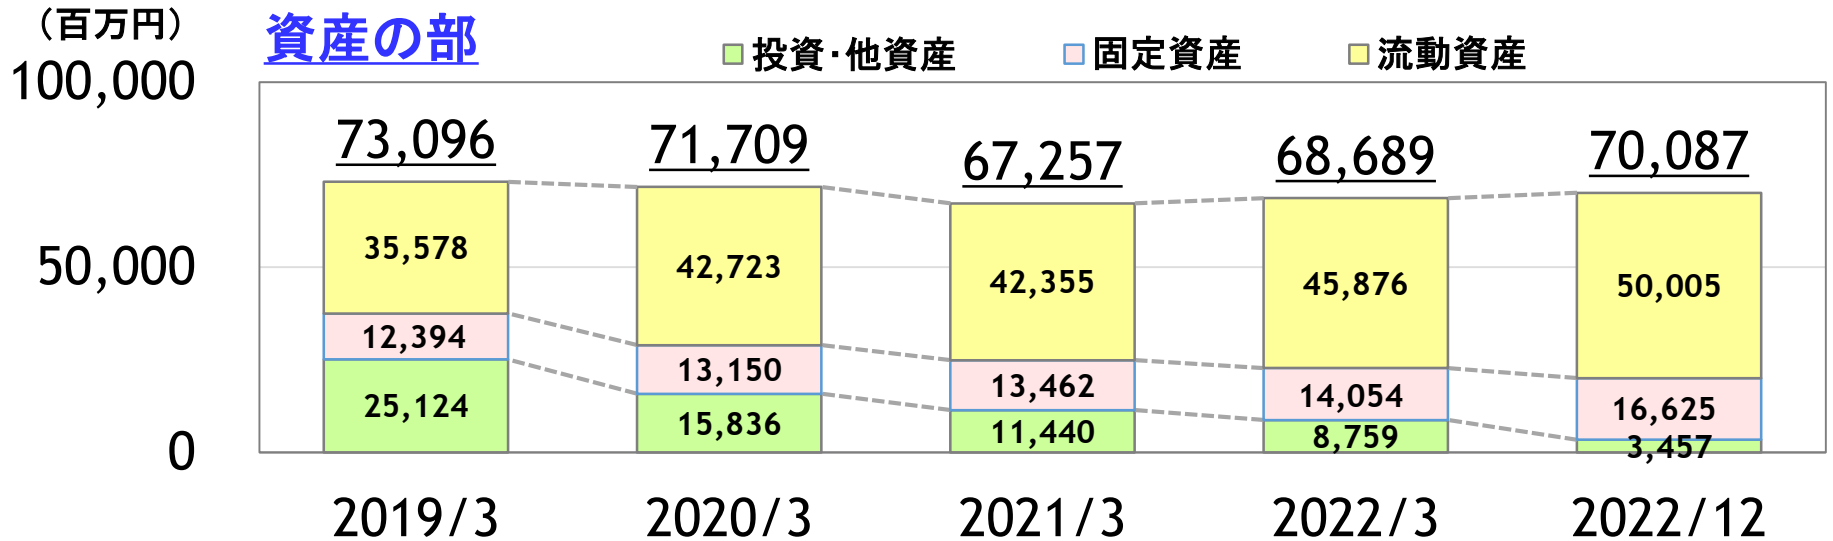 （百万円）
資産の部
投資･他資産 固定資産 流動資産
100,000
50,000
0
73,096 71,709 67,257 68,689 70,087
35,578 42,723 42,355 45,876 50,005
12,394 13,150 13,462 14,054 16,625
25,124 15,836 11,440 8,759 3,457
2019/3 2020/3 2021/3 2022/3 2022/12